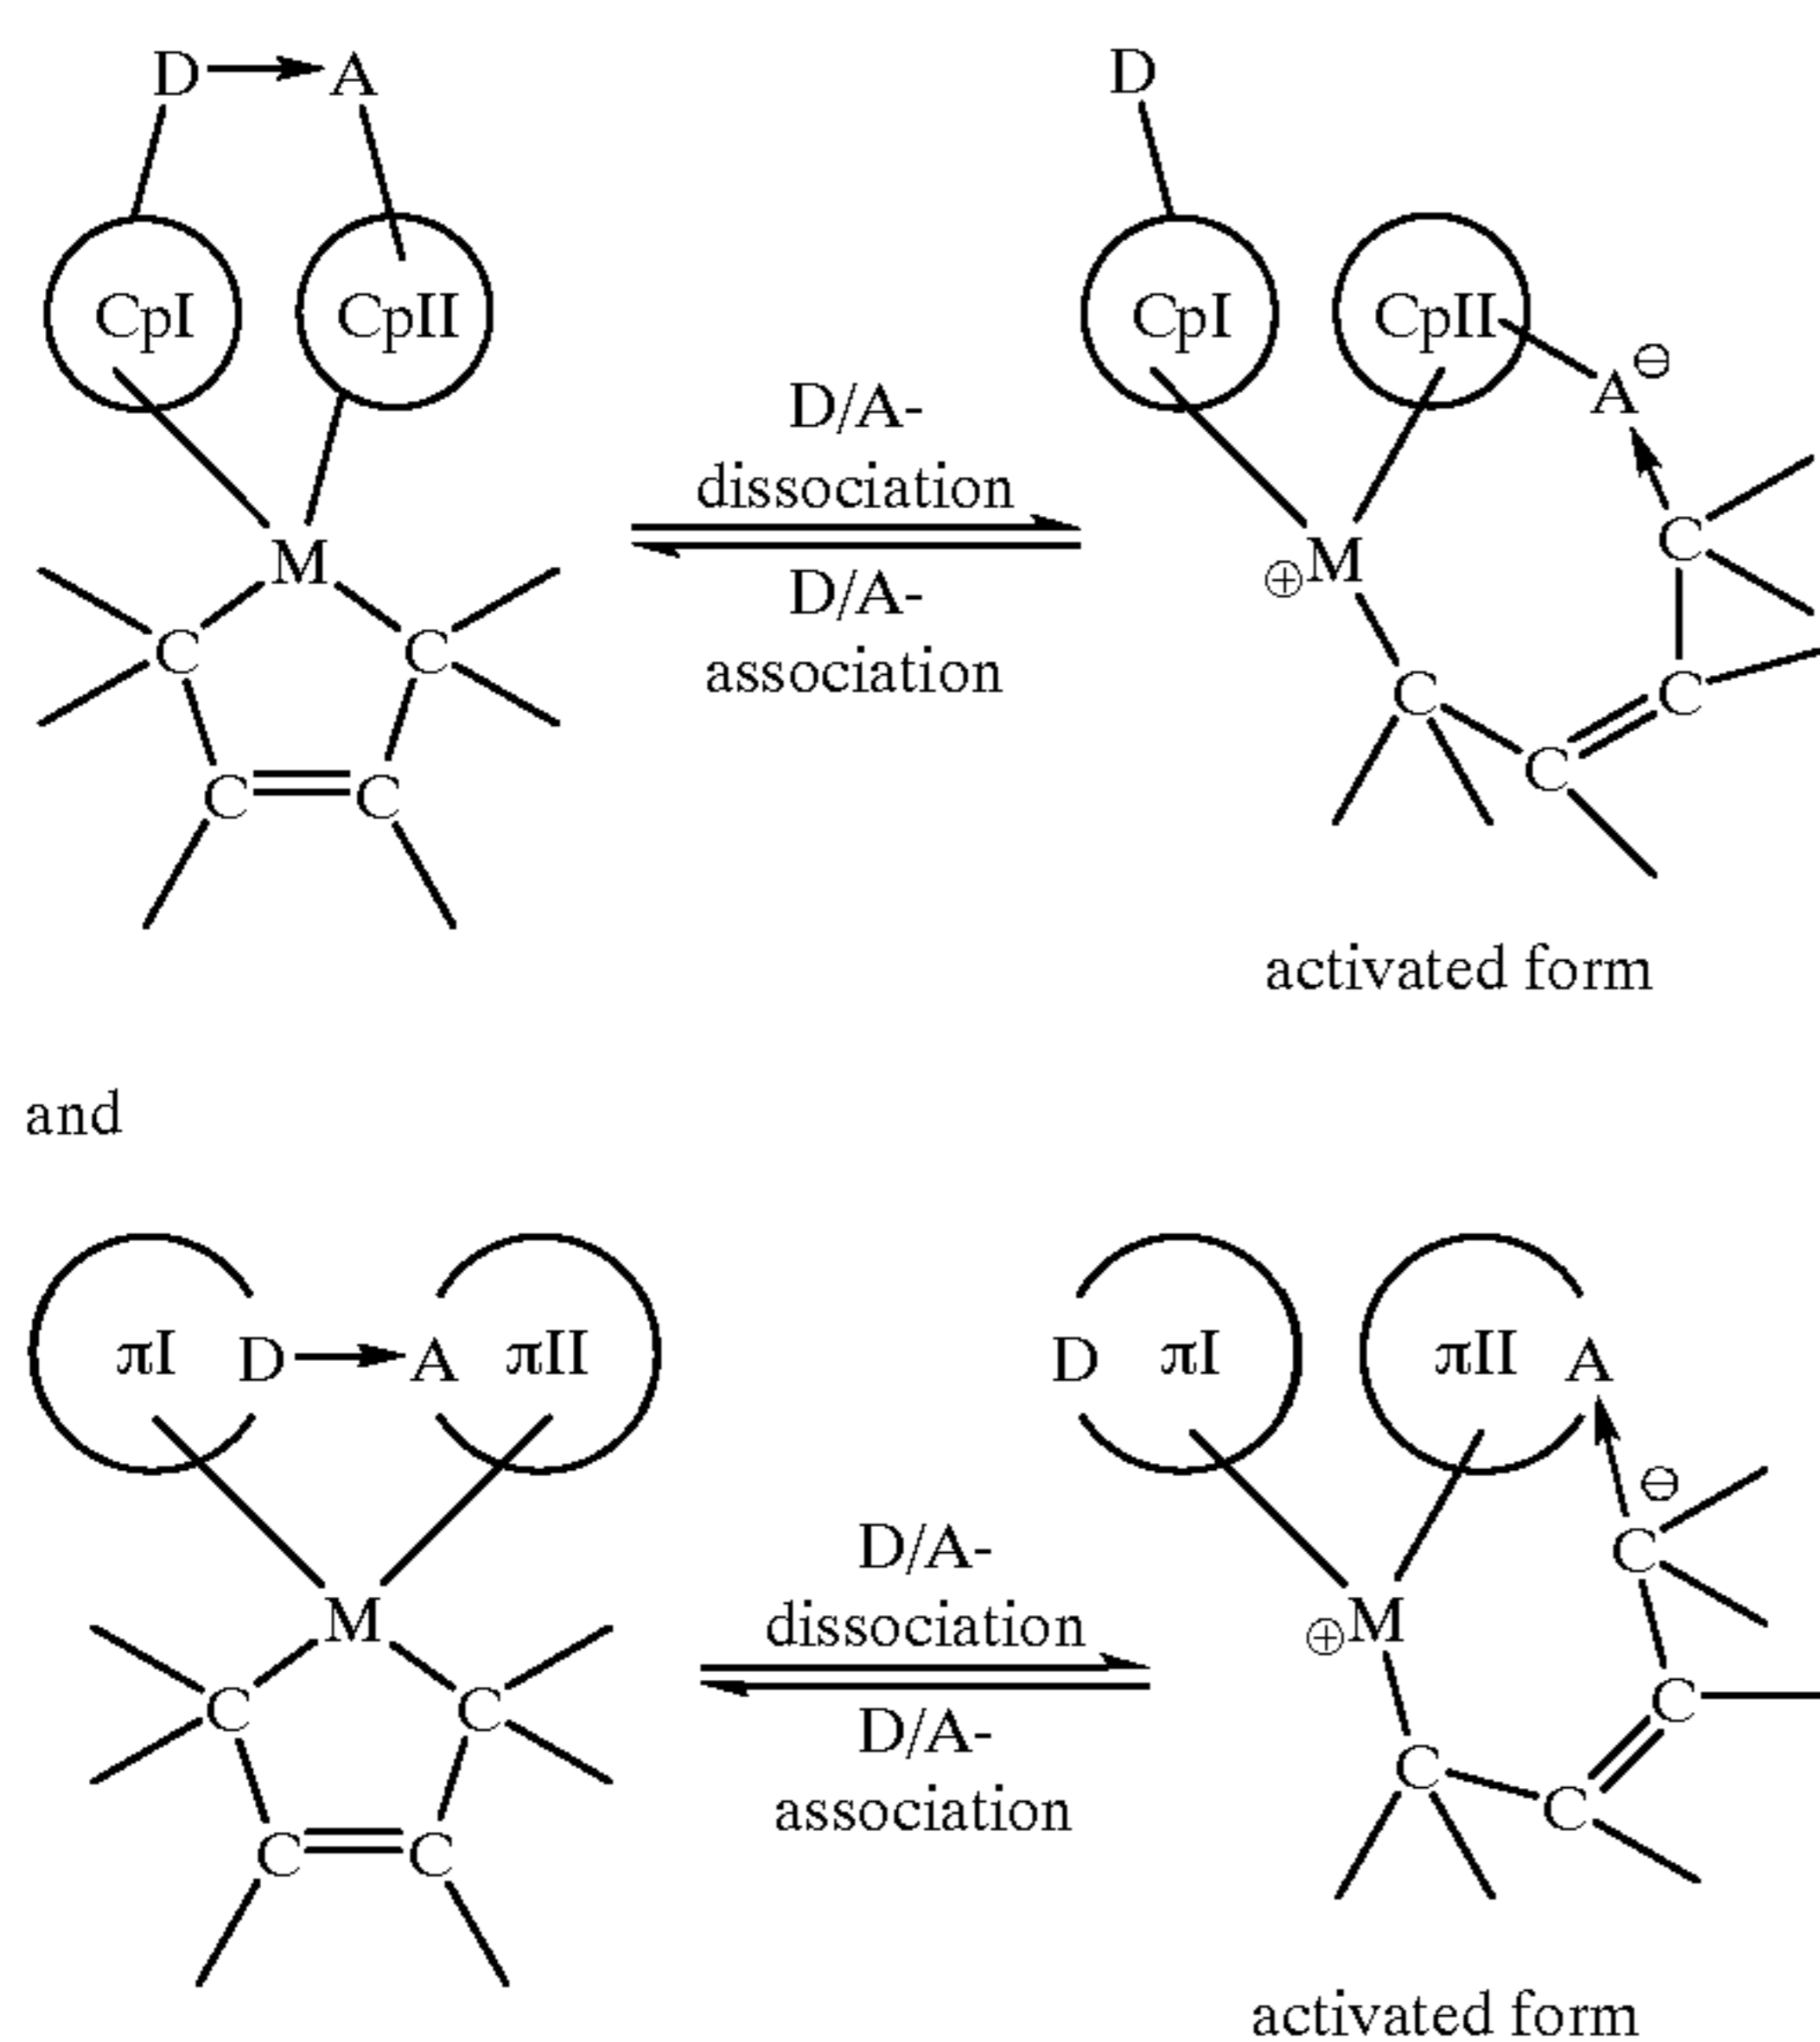 D A D
CpI CpII CpI CpII ⊖
D/A- A
dissociation C
M D/A- ⊕M
C C association C C
C C C
activated form
and
πI D A πII D πI πII A
⊖
D/A- C
M dissociation ⊕M
C C D/A- C
association C C
C C
activated form